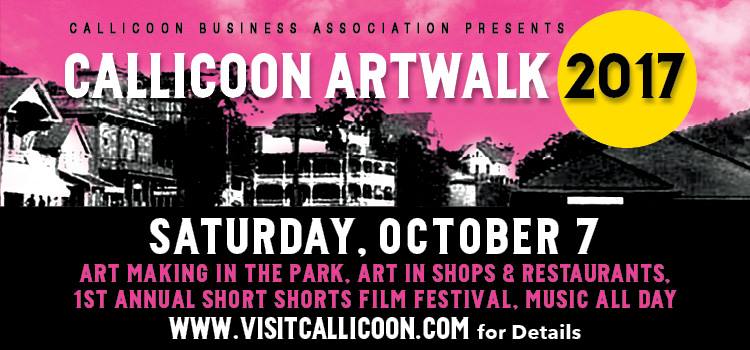 CALLICOON BUSINESS ASSOCIATION PRESENTS
CALLICOON ARTWALK 2017
SATURDAY, OCTOBER 7
ART MAKING IN THE PARK, ART IN SHOPS & RESTAURANTS,
1ST ANNUAL SHORT SHORTS FILM FESTIVAL, MUSIC ALL DAY
WWW.VISITCALLICOON.COM for Details